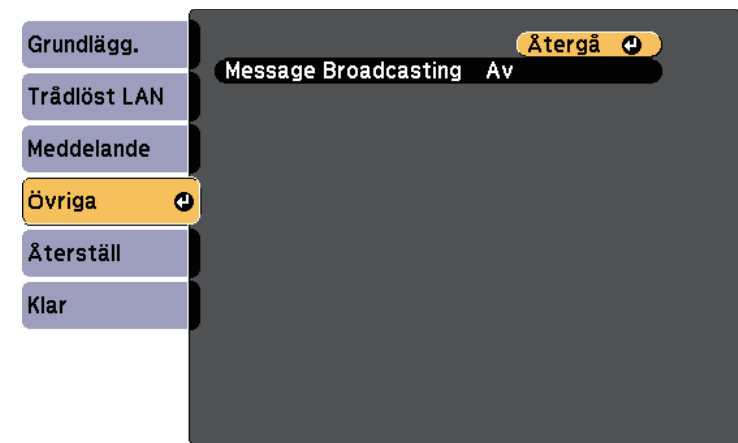 Grundlägg.
Trådlöst LAN
Meddelande
Övriga
Återställ
Klar
Återgå
Message Broadcasting Av